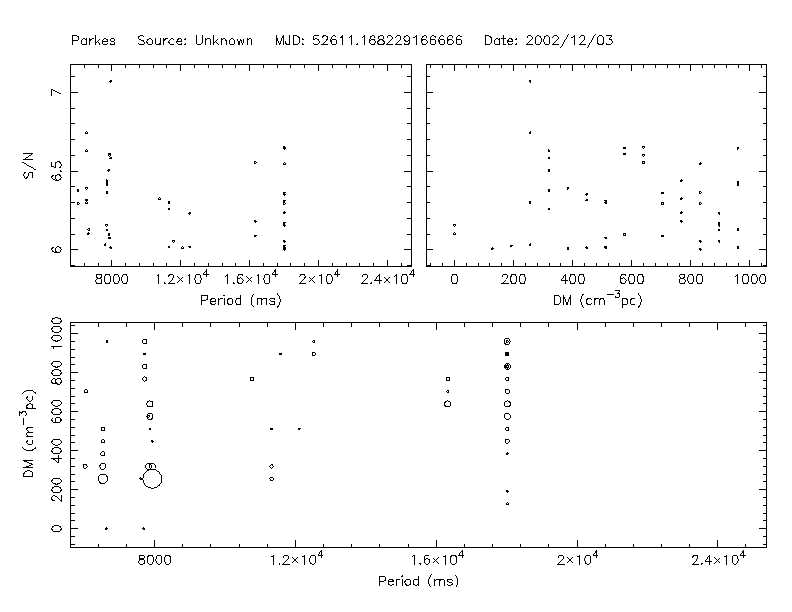 Parkes Source: Unknown MJD: 52611.168229166666 Date: 2002/12/03
S/N
7
6.5
6
8000 1.2×10⁴ 1.6×10⁴ 2×10⁴ 2.4×10⁴
Period (ms)
0 200 400 600 800 1000
DM (cm⁻³pc)
DM (cm⁻³pc)
1000
800
600
400
200
0
8000 1.2×10⁴ 1.6×10⁴ 2×10⁴ 2.4×10⁴
Period (ms)